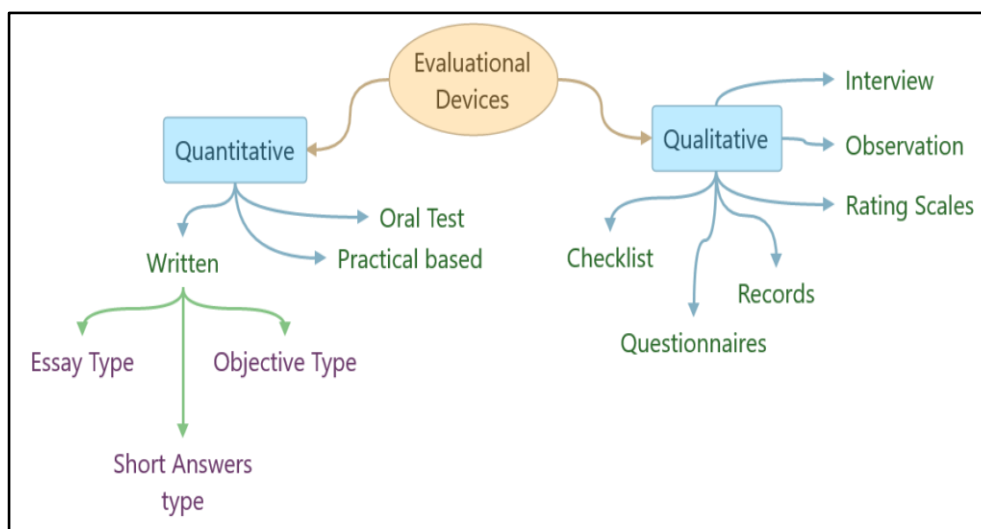 Evaluational
Devices
Quantitative
Qualitative
Interview
Observation
Rating Scales
Records
Questionnaires
Checklist
Oral Test
Practical based
Written
Essay Type
Objective Type
Short Answers
type